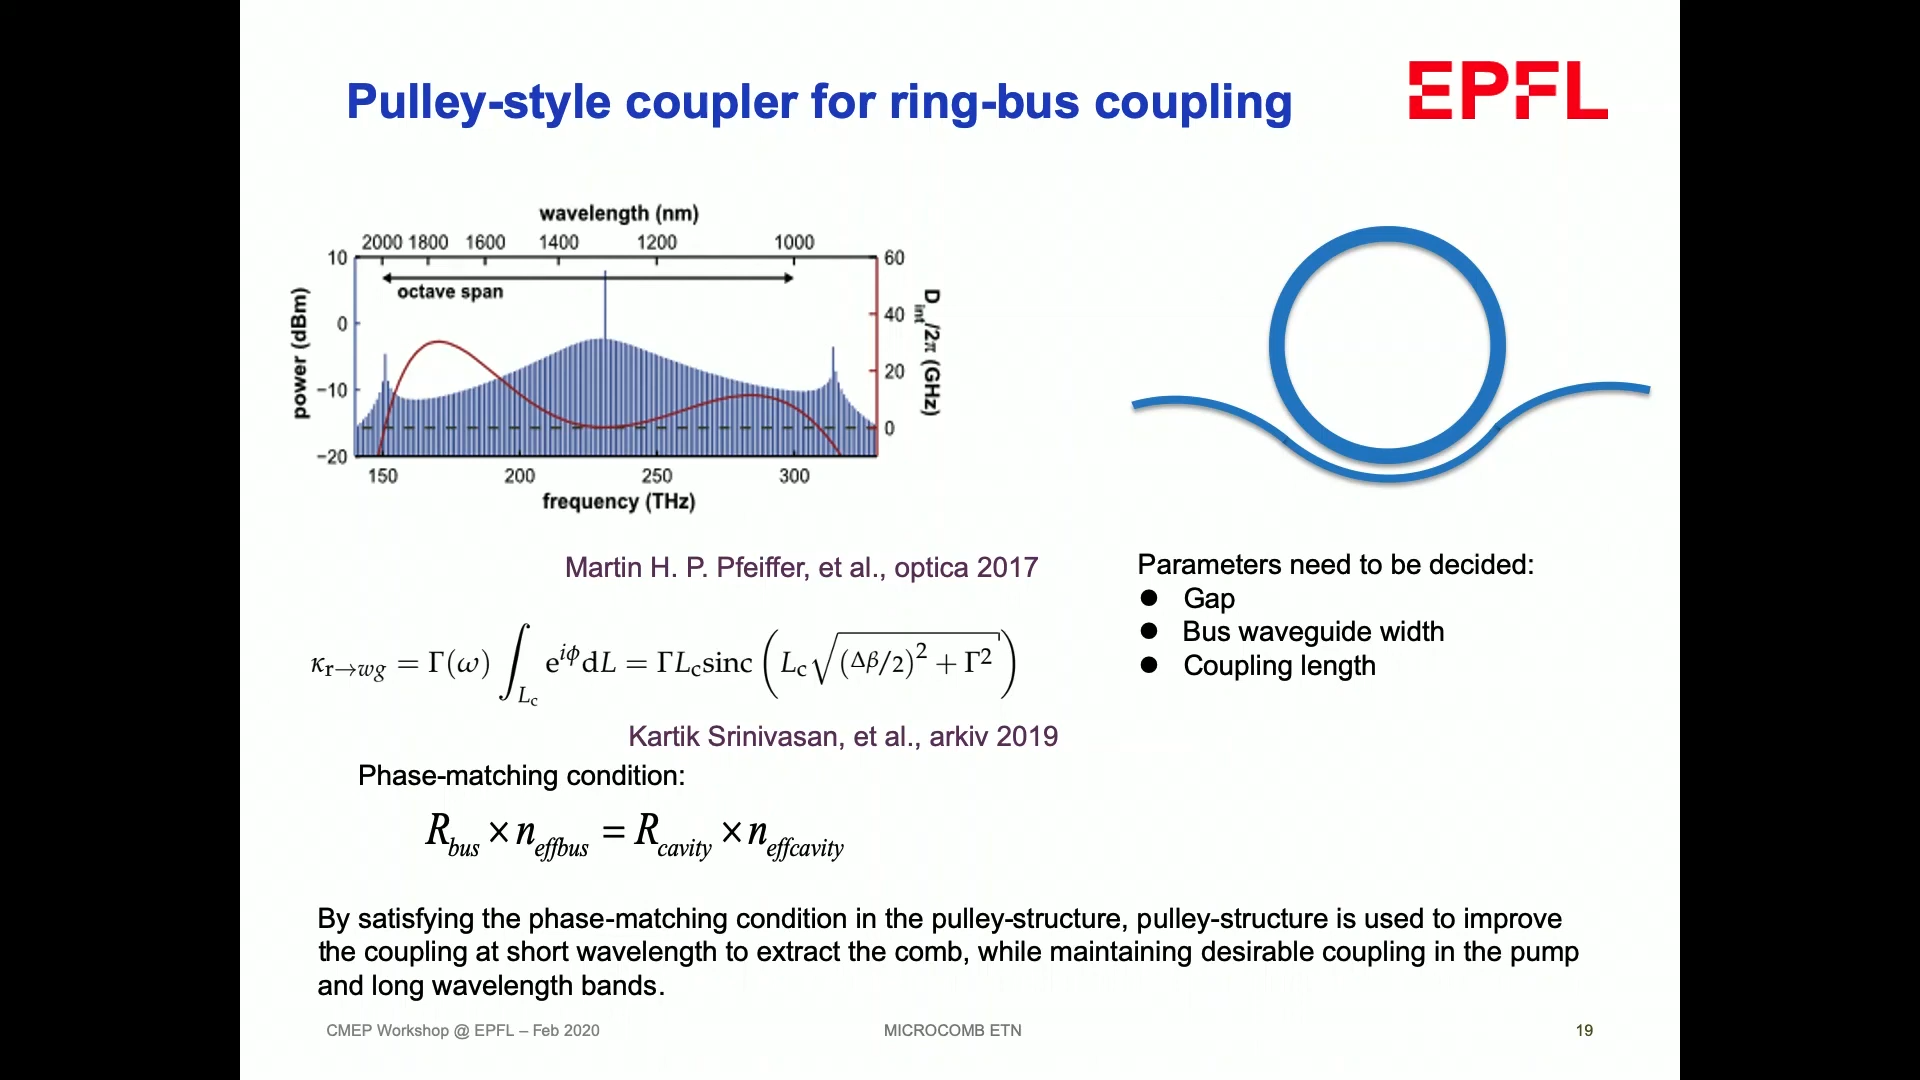 Pulley-style coupler for ring-bus coupling
EPFL
wavelength (nm)
2000 1800 1600 1400 1200 1000
10 0 −10 −20
60 40 20 0
octave span
power (dBm)
D_int/2π (GHz)
150 200 250 300
frequency (THz)
Martin H. P. Pfeiffer, et al., optica 2017
κ_{r→wg} = Γ(ω) ∫_{L_c} e^{iϕ}dL = ΓL_c sinc (L_c √((Δβ/2)² + Γ²))
Kartik Srinivasan, et al., arkiv 2019
Phase-matching condition:
R_bus × n_effbus = R_cavity × n_effcavity
Parameters need to be decided:
● Gap
● Bus waveguide width
● Coupling length
By satisfying the phase-matching condition in the pulley-structure, pulley-structure is used to improve
the coupling at short wavelength to extract the comb, while maintaining desirable coupling in the pump
and long wavelength bands.
CMEP Workshop @ EPFL – Feb 2020
MICROCOMB ETN
19